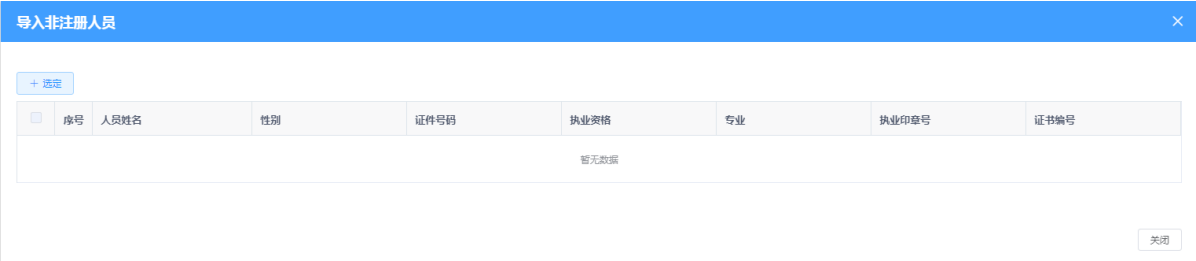 导入非注册人员
+ 选定
序号 人员姓名 性别 证件号码 执业资格 专业 执业印章号 证书编号
暂无数据
关闭